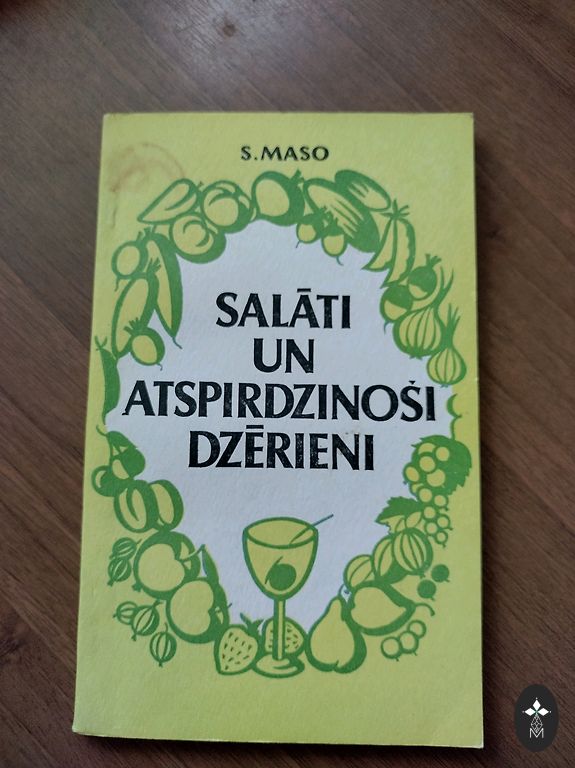 S.MASO
SALĀTI
UN
ATSPIRDZINOŠI
DZĒRIENI
M